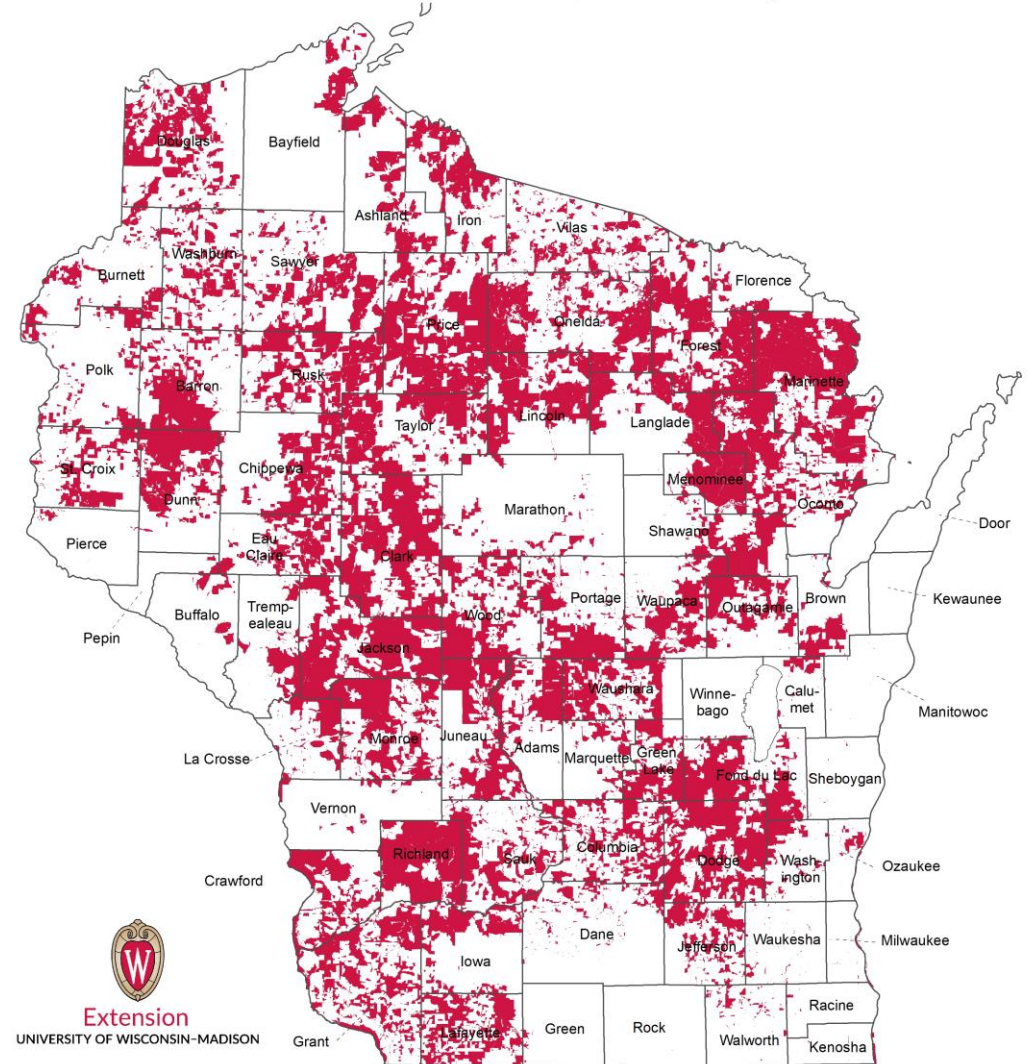 Douglas
Bayfield
Ashland
Iron
Vilas
Washburn
Sawyer
Burnett
Florence
Price
Oneida
Forest
Polk
Barron
Rusk
Marinette
Lincoln
Taylor
Langlade
St. Croix
Chippewa
Menominee
Dunn
Marathon
Oconto
Door
Pierce
Eau
Claire
Clark
Shawano
Buffalo
Tremp-
ealeau
Wood
Portage
Waupaca
Outagamie
Brown
Kewaunee
Pepin
Jackson
Waushara
Winne-
bago
Calu-
met
Manitowoc
La Crosse
Monroe
Juneau
Adams
Marquette
Green
Lake
Fond du Lac
Sheboygan
Vernon
Richland
Sauk
Columbia
Dodge
Wash-
ington
Ozaukee
Crawford
Dane
Jefferson
Waukesha
Milwaukee
Iowa
W
Extension
UNIVERSITY OF WISCONSIN–MADISON
Grant
Lafayette
Green
Rock
Walworth
Racine
Kenosha